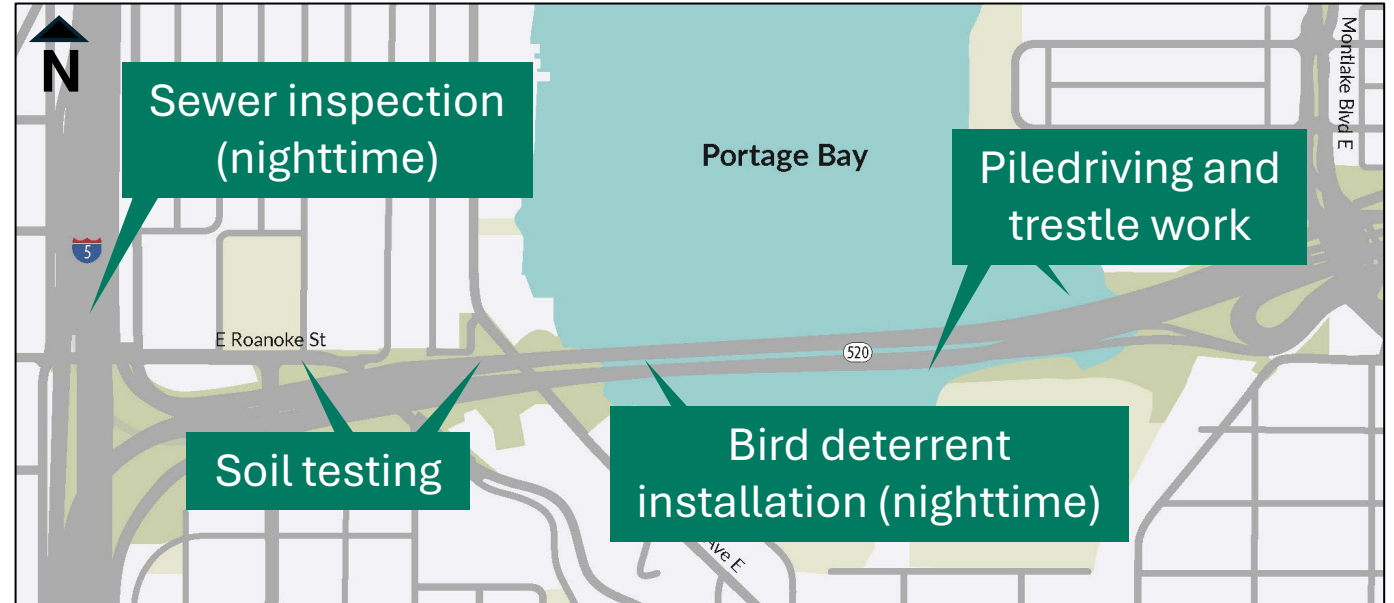 N
Sewer inspection
(nighttime)
Portage Bay
Montlake Blvd E
Piledriving and
trestle work
5
E Roanoke St
520
Soil testing
Bird deterrent
installation (nighttime)
Ave E